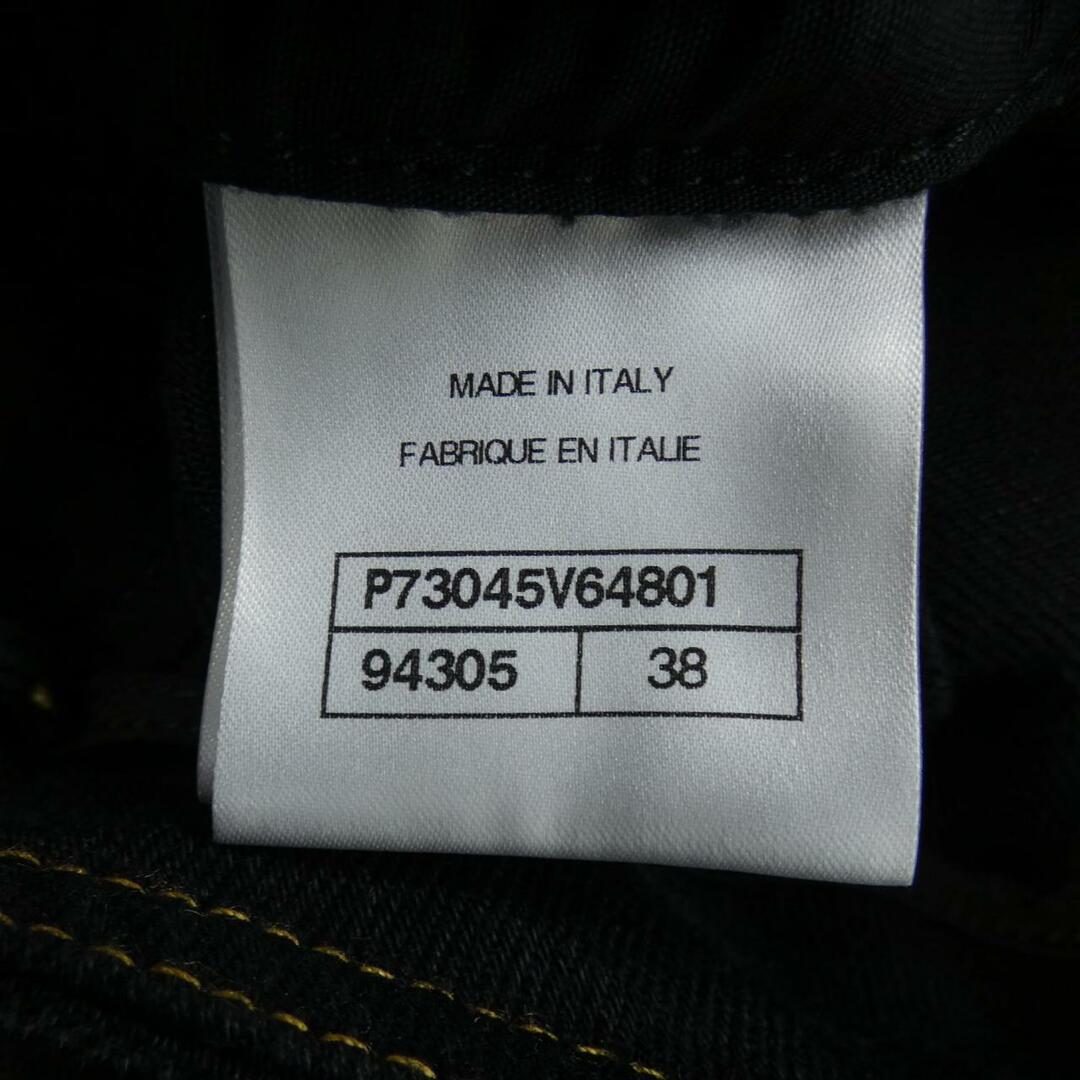 MADE IN ITALY
FABRIQUE EN ITALIE
P73045V64801
94305 38